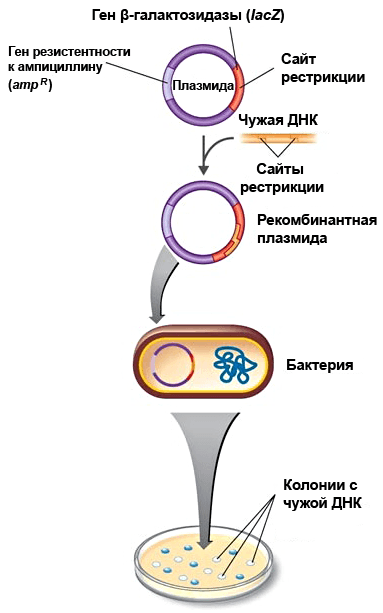 Ген β-галактозидазы (lacZ)
Ген резистентности
к ампициллину
(amp R)
Плазмида
Сайт
рестрикции
Чужая ДНК
Сайты
рестрикции
Рекомбинантная
плазмида
Бактерия
Колонии с
чужой ДНК